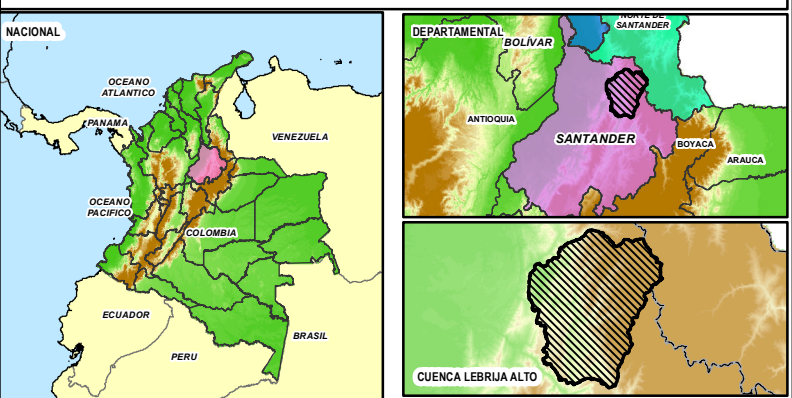 NACIONAL
OCEANO
ATLANTICO
PANAMA
VENEZUELA
OCEANO
PACIFICO
COLOMBIA
ECUADOR
BRASIL
PERU
DEPARTAMENTAL
NORTE DE
SANTANDER
BOLÍVAR
ANTIOQUIA
SANTANDER
BOYACA
ARAUCA
CUENCA LEBRIJA ALTO